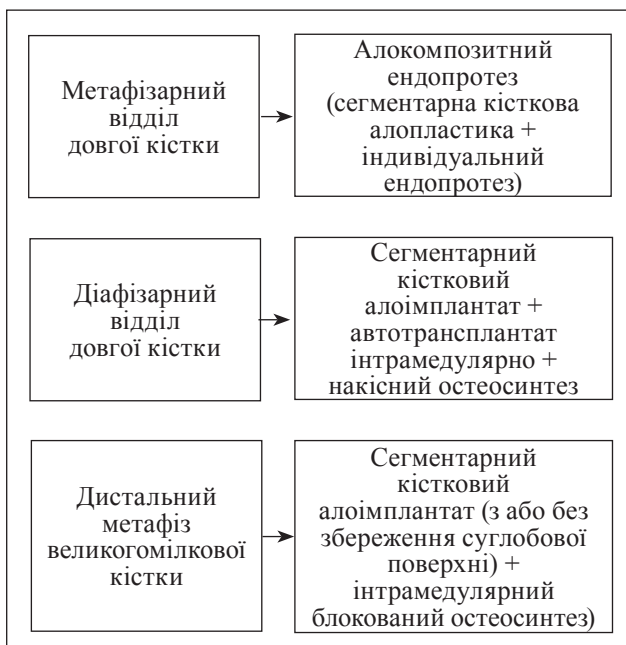 Метафізарний
відділ
довгої кістки
Алокомпозитний
ендопротез
(сегментарна кісткова
алопластика +
індивідуальний
ендопротез)
Діафізарний
відділ
довгої кістки
Сегментарний
кістковий
алоімплантат +
автотрансплантат
інтрамедулярно +
накісний остеосинтез
Дистальний
метафіз
великогомілкової
кістки
Сегментарний
кістковий
алоімплантат (з або без
збереження суглобової
поверхні) +
інтрамедулярний
блокований остеосинтез)